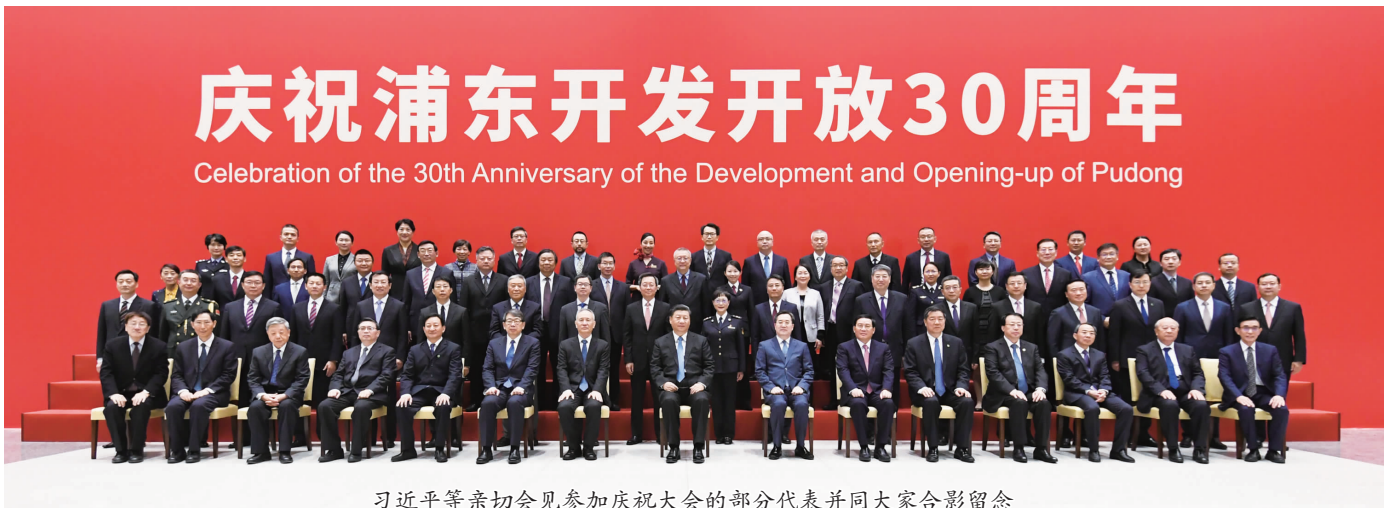 庆祝浦东开发开放30周年
Celebration of the 30th Anniversary of the Development and Opening-up of Pudong
习近平等亲切会见参加庆祝大会的部分代表并同大家合影留念